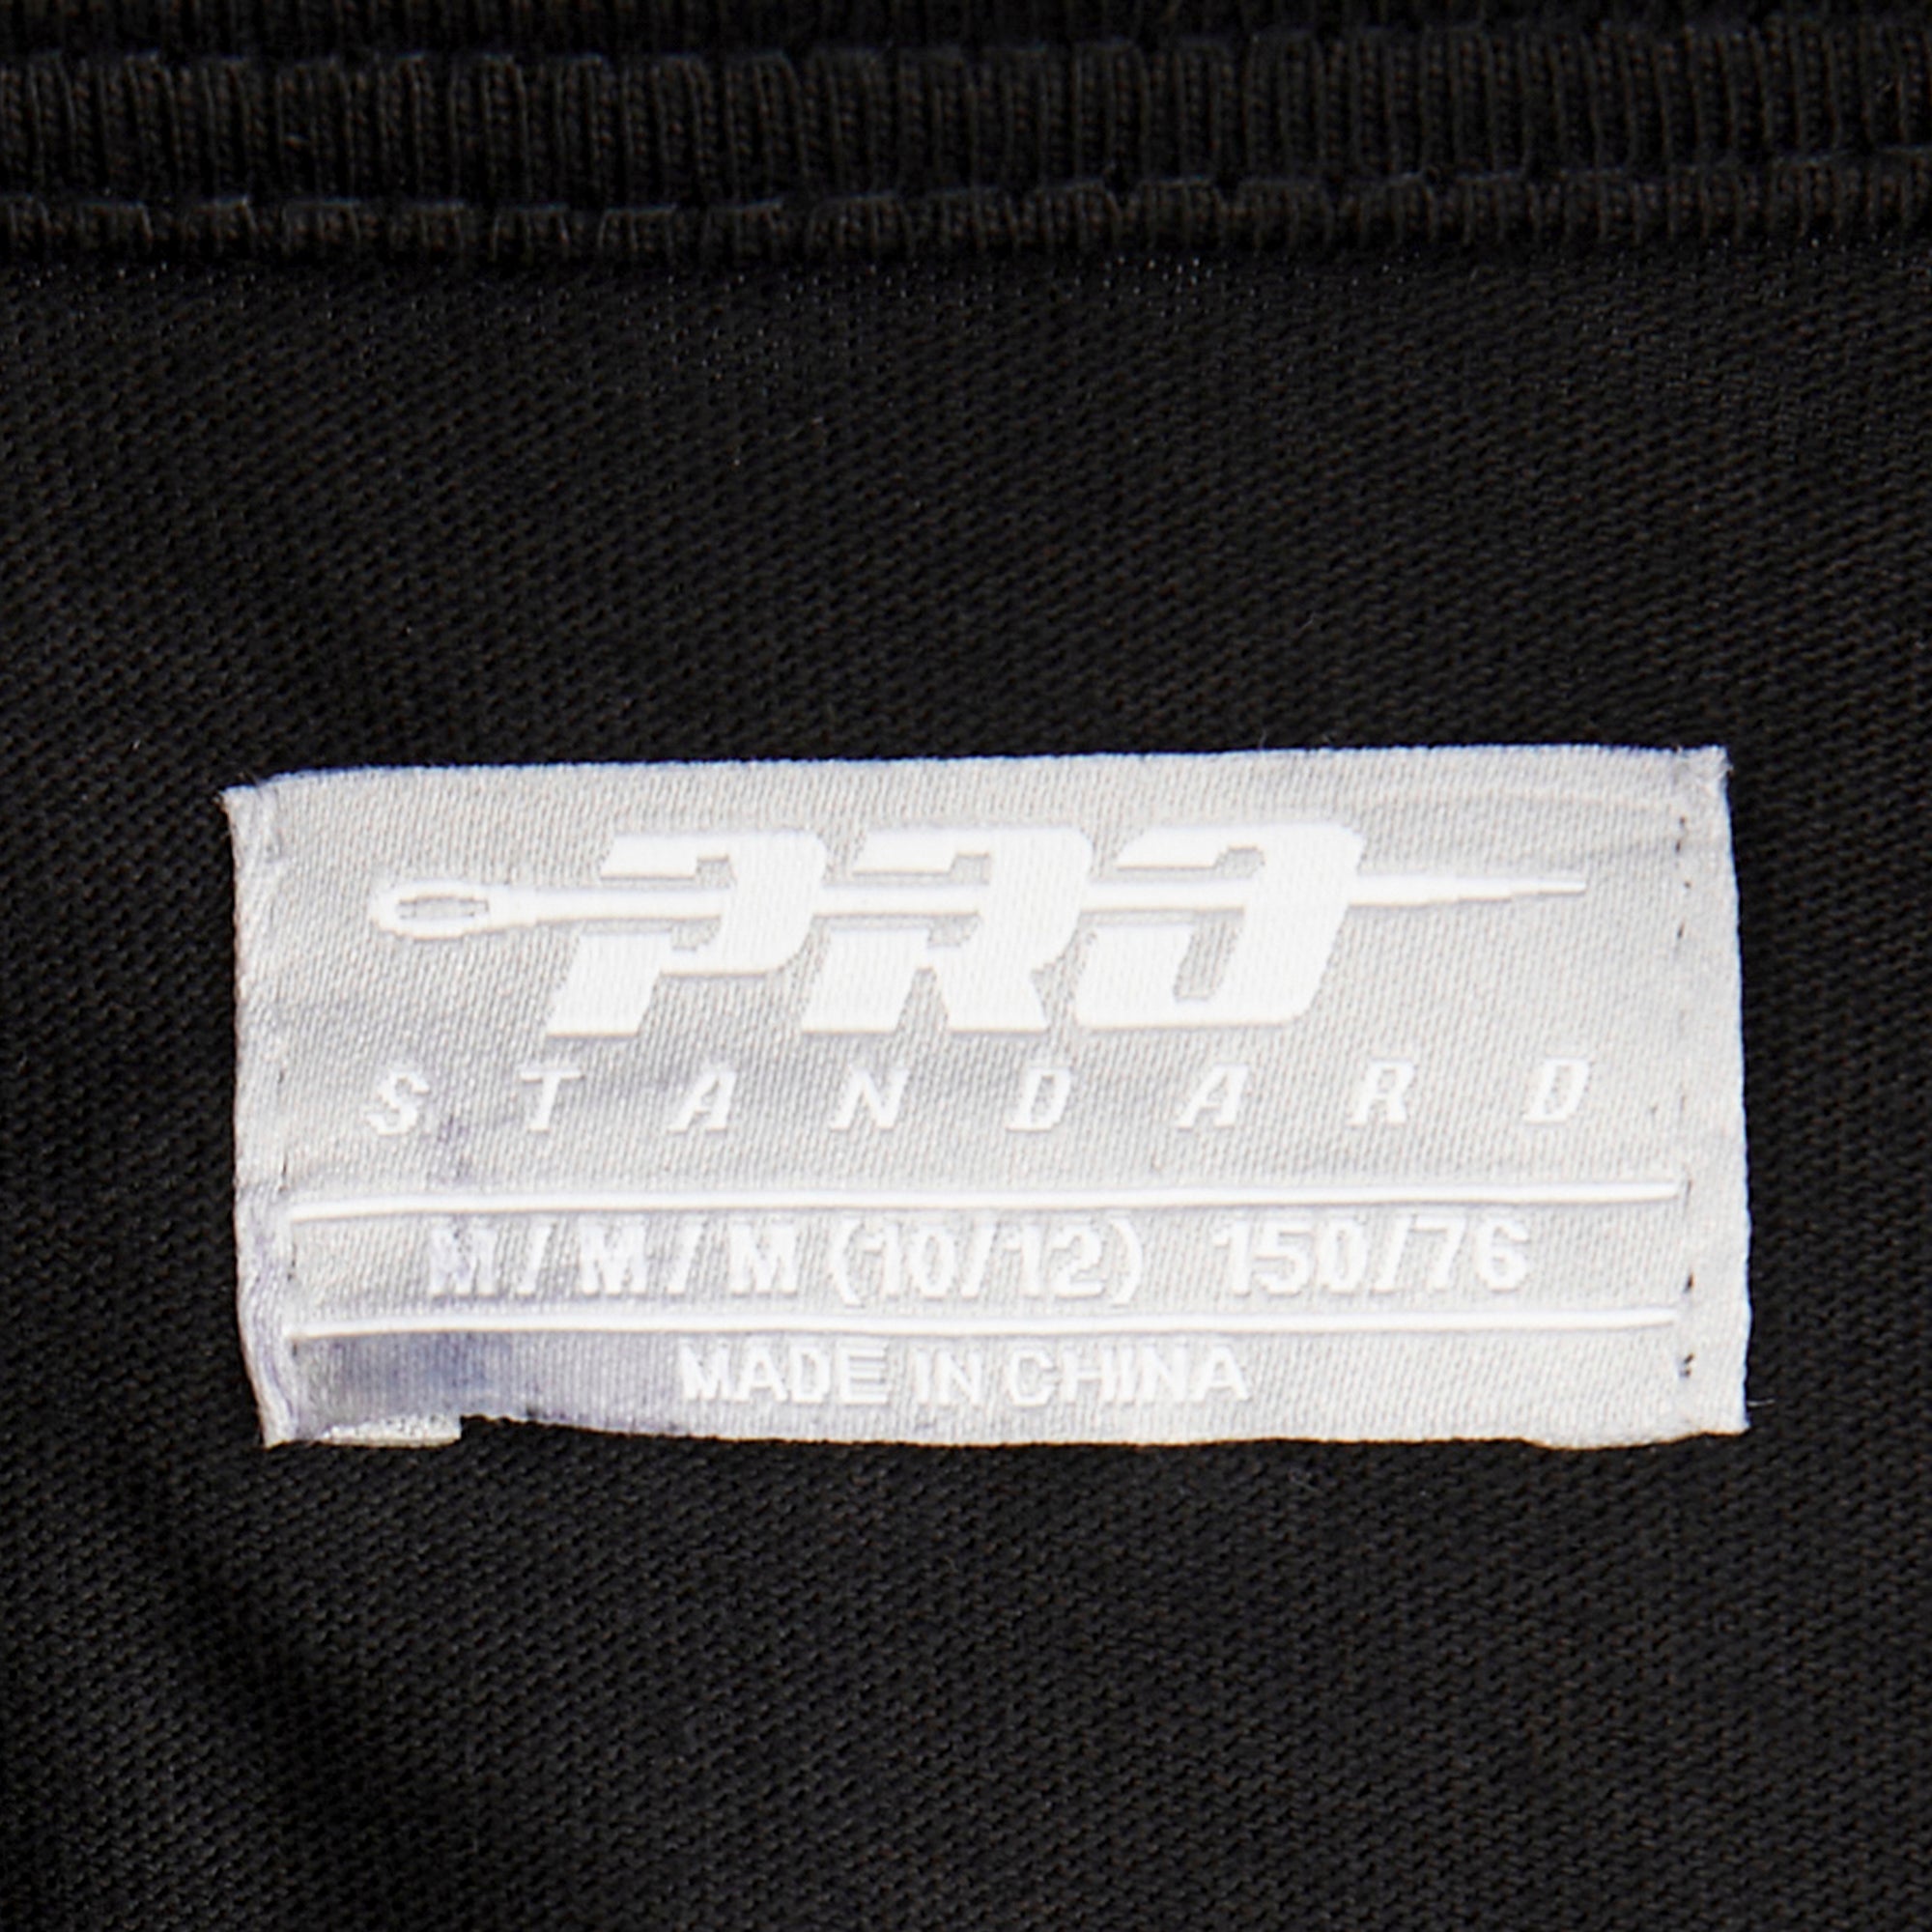 PRO
STANDARD
M/M/M (10/12) 150/76
MADE IN CHINA